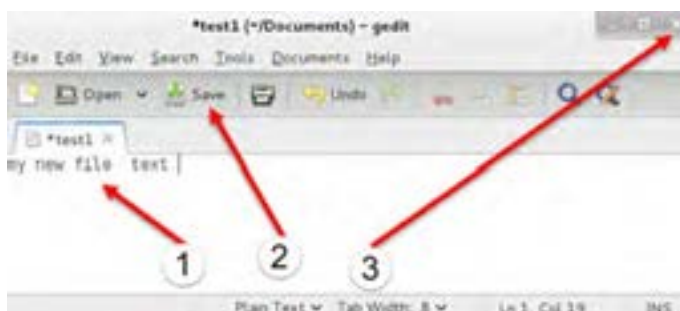 *test1 (~/Documents) - gedit
File Edit View Search Tools Documents Help
Open Save Undo
*test1 ×
my new file  text
1 2 3
Plain Text Tab Width: 8 Ln 1, Col 19 INS